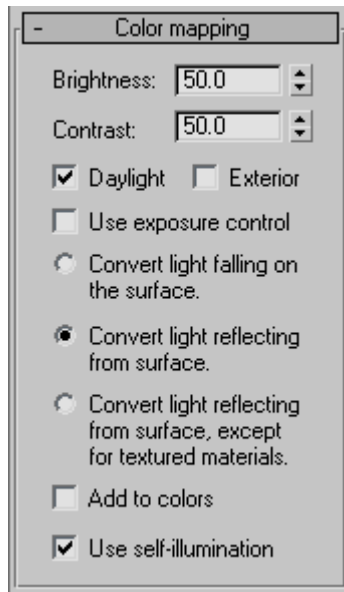 - Color mapping
Brightness: 50.0
Contrast: 50.0
Daylight Exterior
Use exposure control
Convert light falling on
the surface.
Convert light reflecting
from surface.
Convert light reflecting
from surface, except
for textured materials.
Add to colors
Use self-illumination